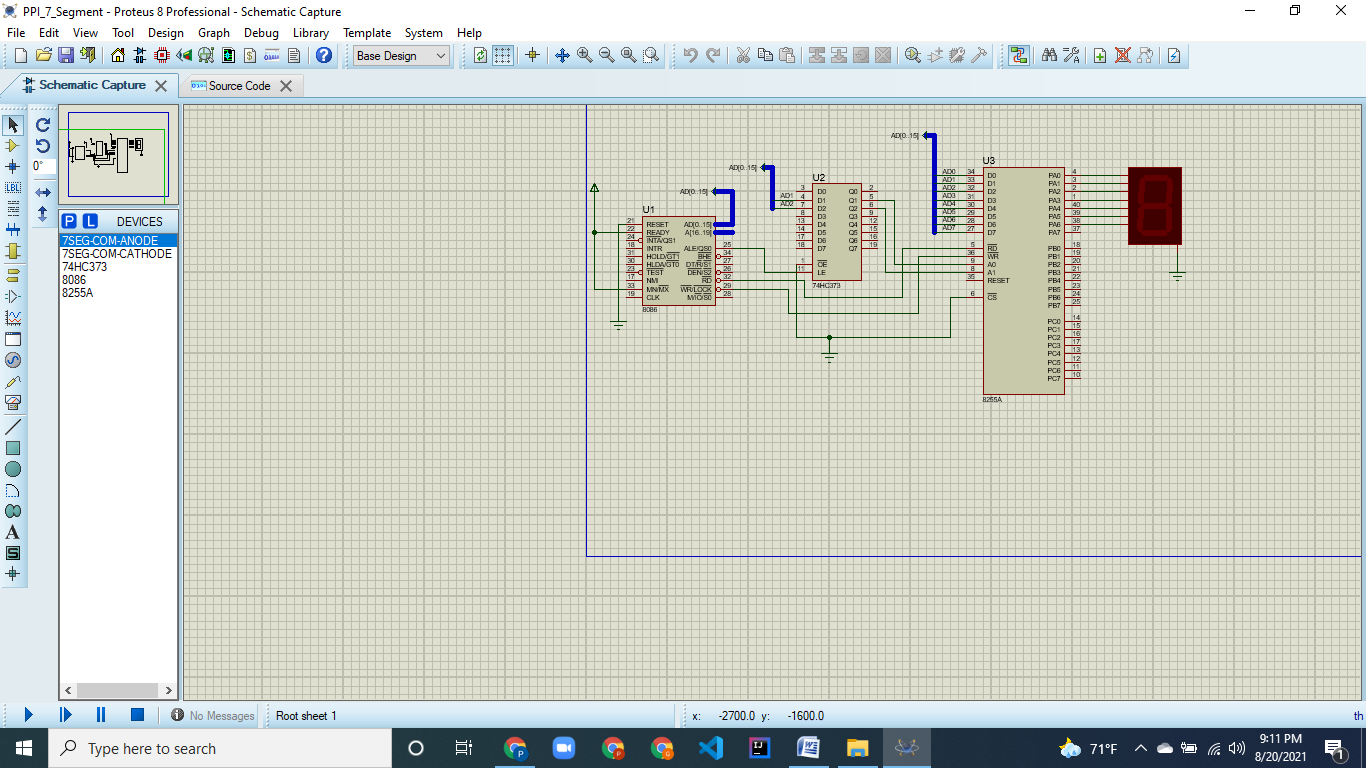 PPI_7_Segment - Proteus 8 Professional - Schematic Capture
File Edit View Tool Design Graph Debug Library Template System Help
Base Design
Schematic Capture
Source Code
0°
LBL
P L DEVICES
7SEG-COM-ANODE
7SEG-COM-CATHODE
74HC373
8086
8255A
A
S
U1
21 RESET
22 READY
24 INTA/QS1
18 INTR
31 HOLD/GT1
30 HLDA/GT0
23 TEST
17 NMI
33 MN/MX
19 CLK
AD[0..15]
AD[0..15]
A[16..19]
ALE/QS0 25
BHE 34
DT/R/S1 27
DEN/S2 26
RD 32
WR/LOCK 29
M/IO/S0 28
8086
AD[0..15]
U2
AD1
AD2
3 D0 Q0 2
4 D1 Q1 5
7 D2 Q2 6
8 D3 Q3 9
13 D4 Q4 12
14 D5 Q5 15
17 D6 Q6 16
18 D7 Q7 19
1 OE
11 LE
74HC373
AD[0..15]
U3
AD0 34 D0 PA0 4
AD1 33 D1 PA1 3
AD2 32 D2 PA2 2
AD3 31 D3 PA3 1
AD4 30 D4 PA4 40
AD5 29 D5 PA5 39
AD6 28 D6 PA6 38
AD7 27 D7 PA7 37
5 RD PB0 18
36 WR PB1 19
9 A0 PB2 20
8 A1 PB3 21
35 RESET PB4 22
PB5 23
6 CS PB6 24
PB7 25
PC0 14
PC1 15
PC2 16
PC3 17
PC4 13
PC5 12
PC6 11
PC7 10
8255A
No Messages
Root sheet 1
x: -2700.0 y: -1600.0
th
Type here to search
71°F
9:11 PM
8/20/2021
1